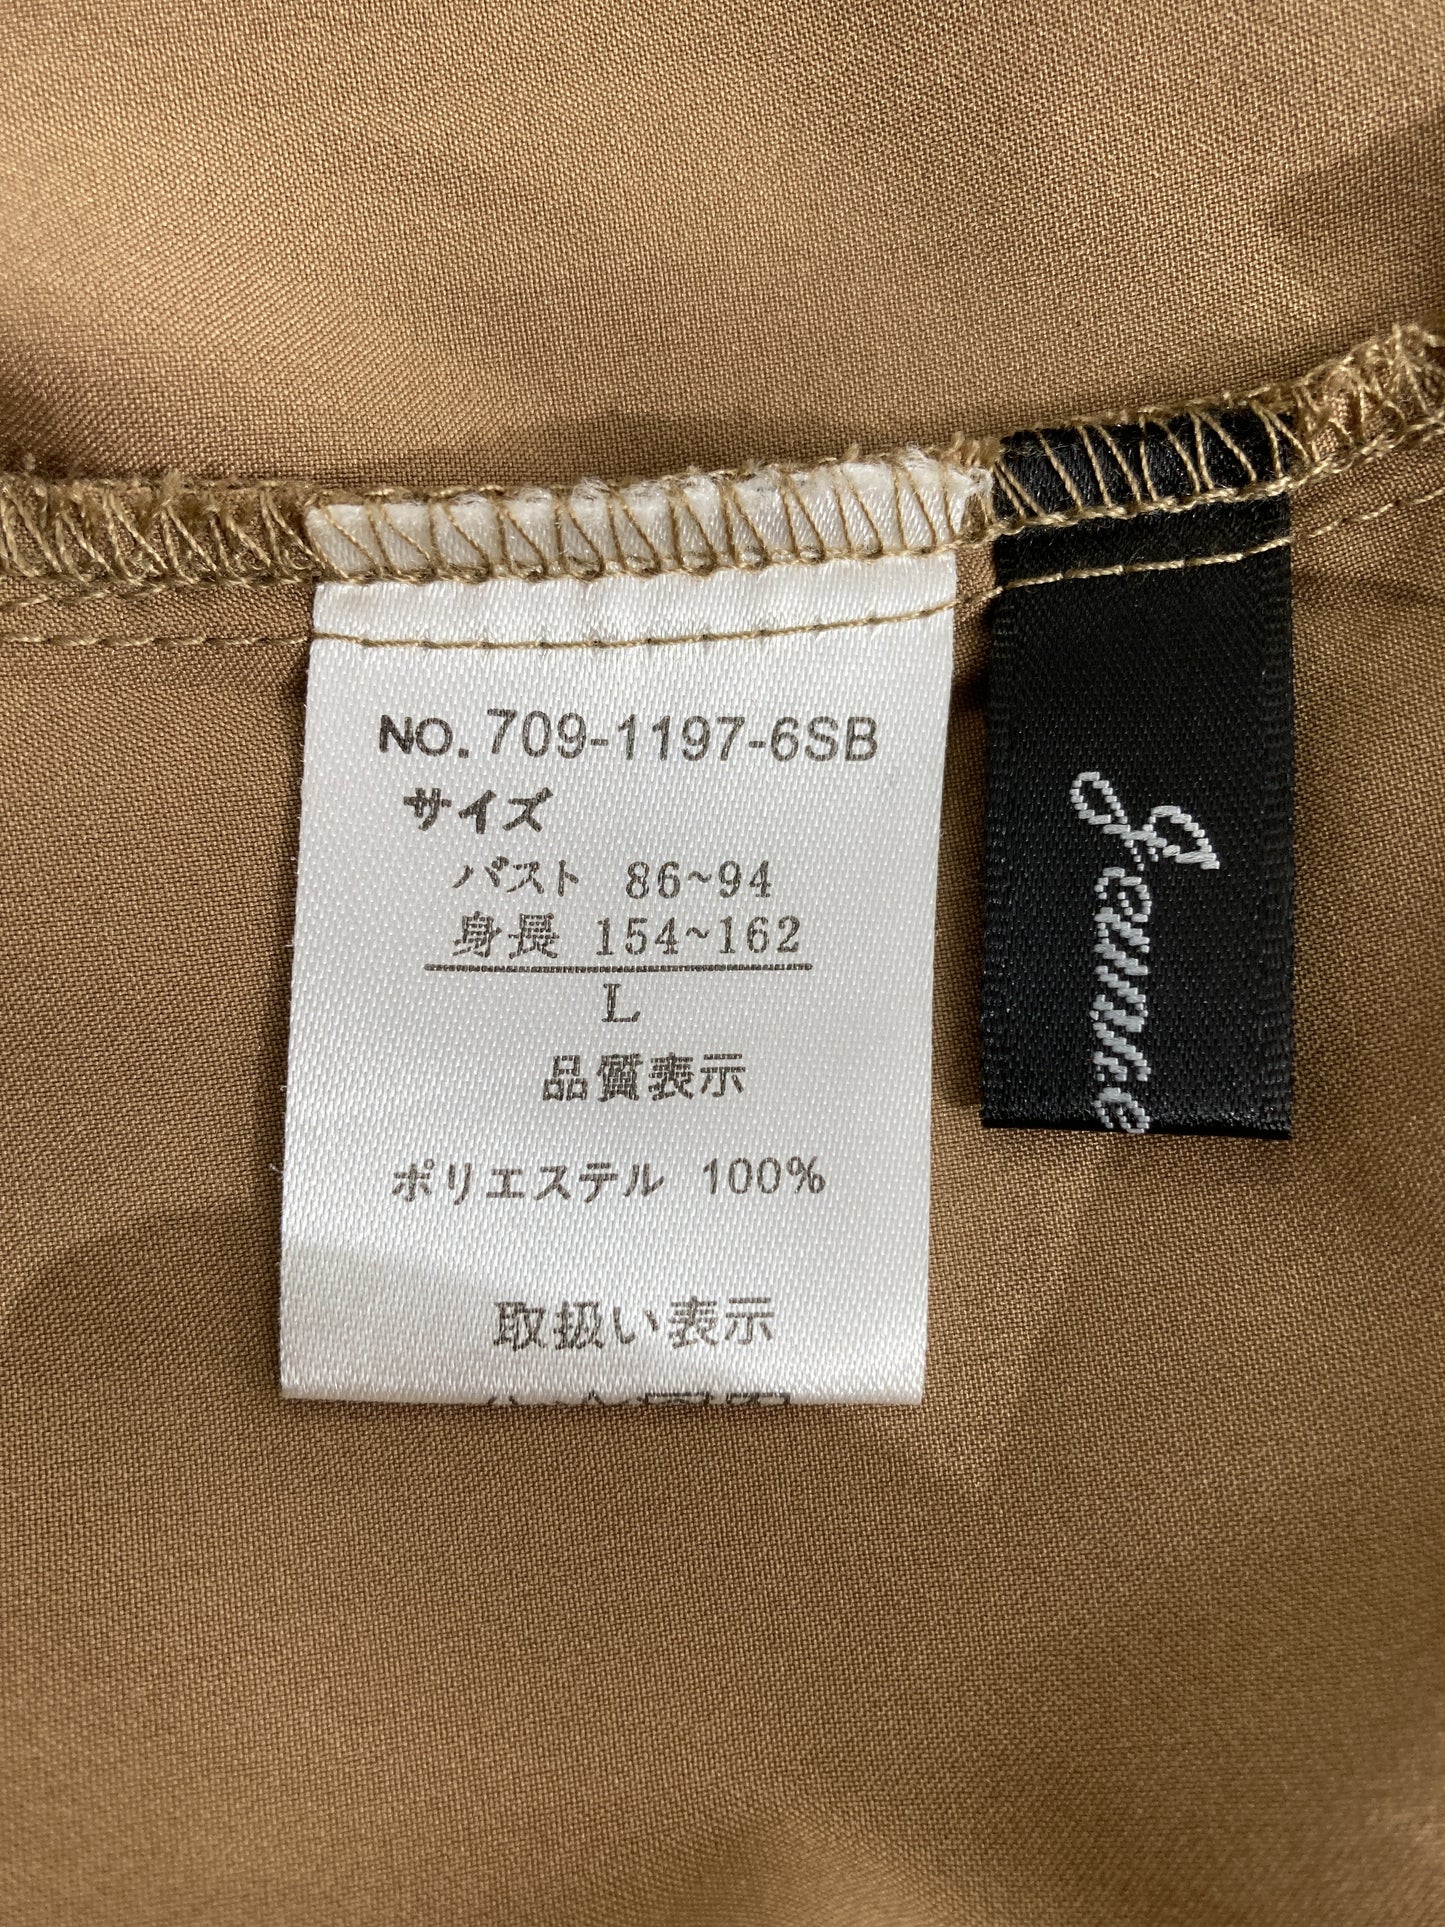 NO.709-1197-6SB
サイズ
バスト 86~94
身長 154~162
L
品質表示
ポリエステル 100%
取扱い表示
Jennne